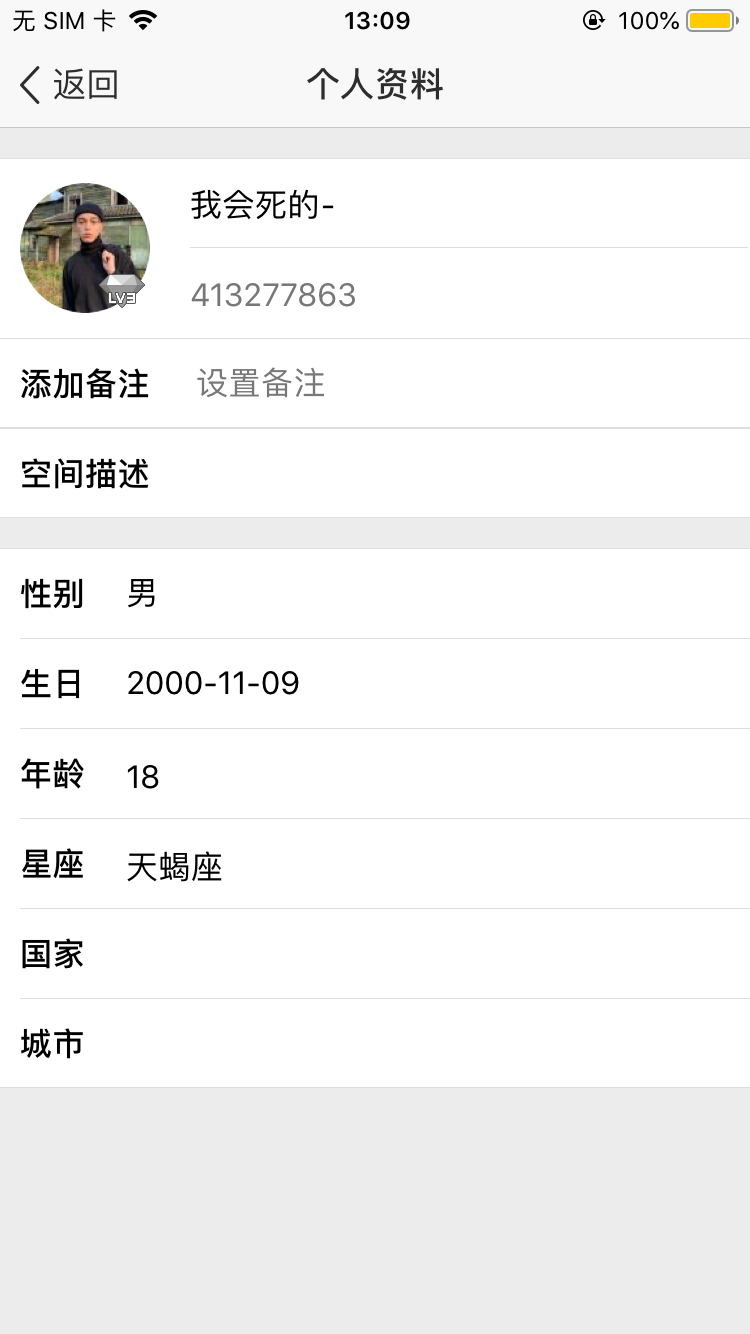 无 SIM 卡 13:09 100%
返回 个人资料
我会死的-
LV3
413277863
添加备注 设置备注
空间描述
性别 男
生日 2000-11-09
年龄 18
星座 天蝎座
国家
城市